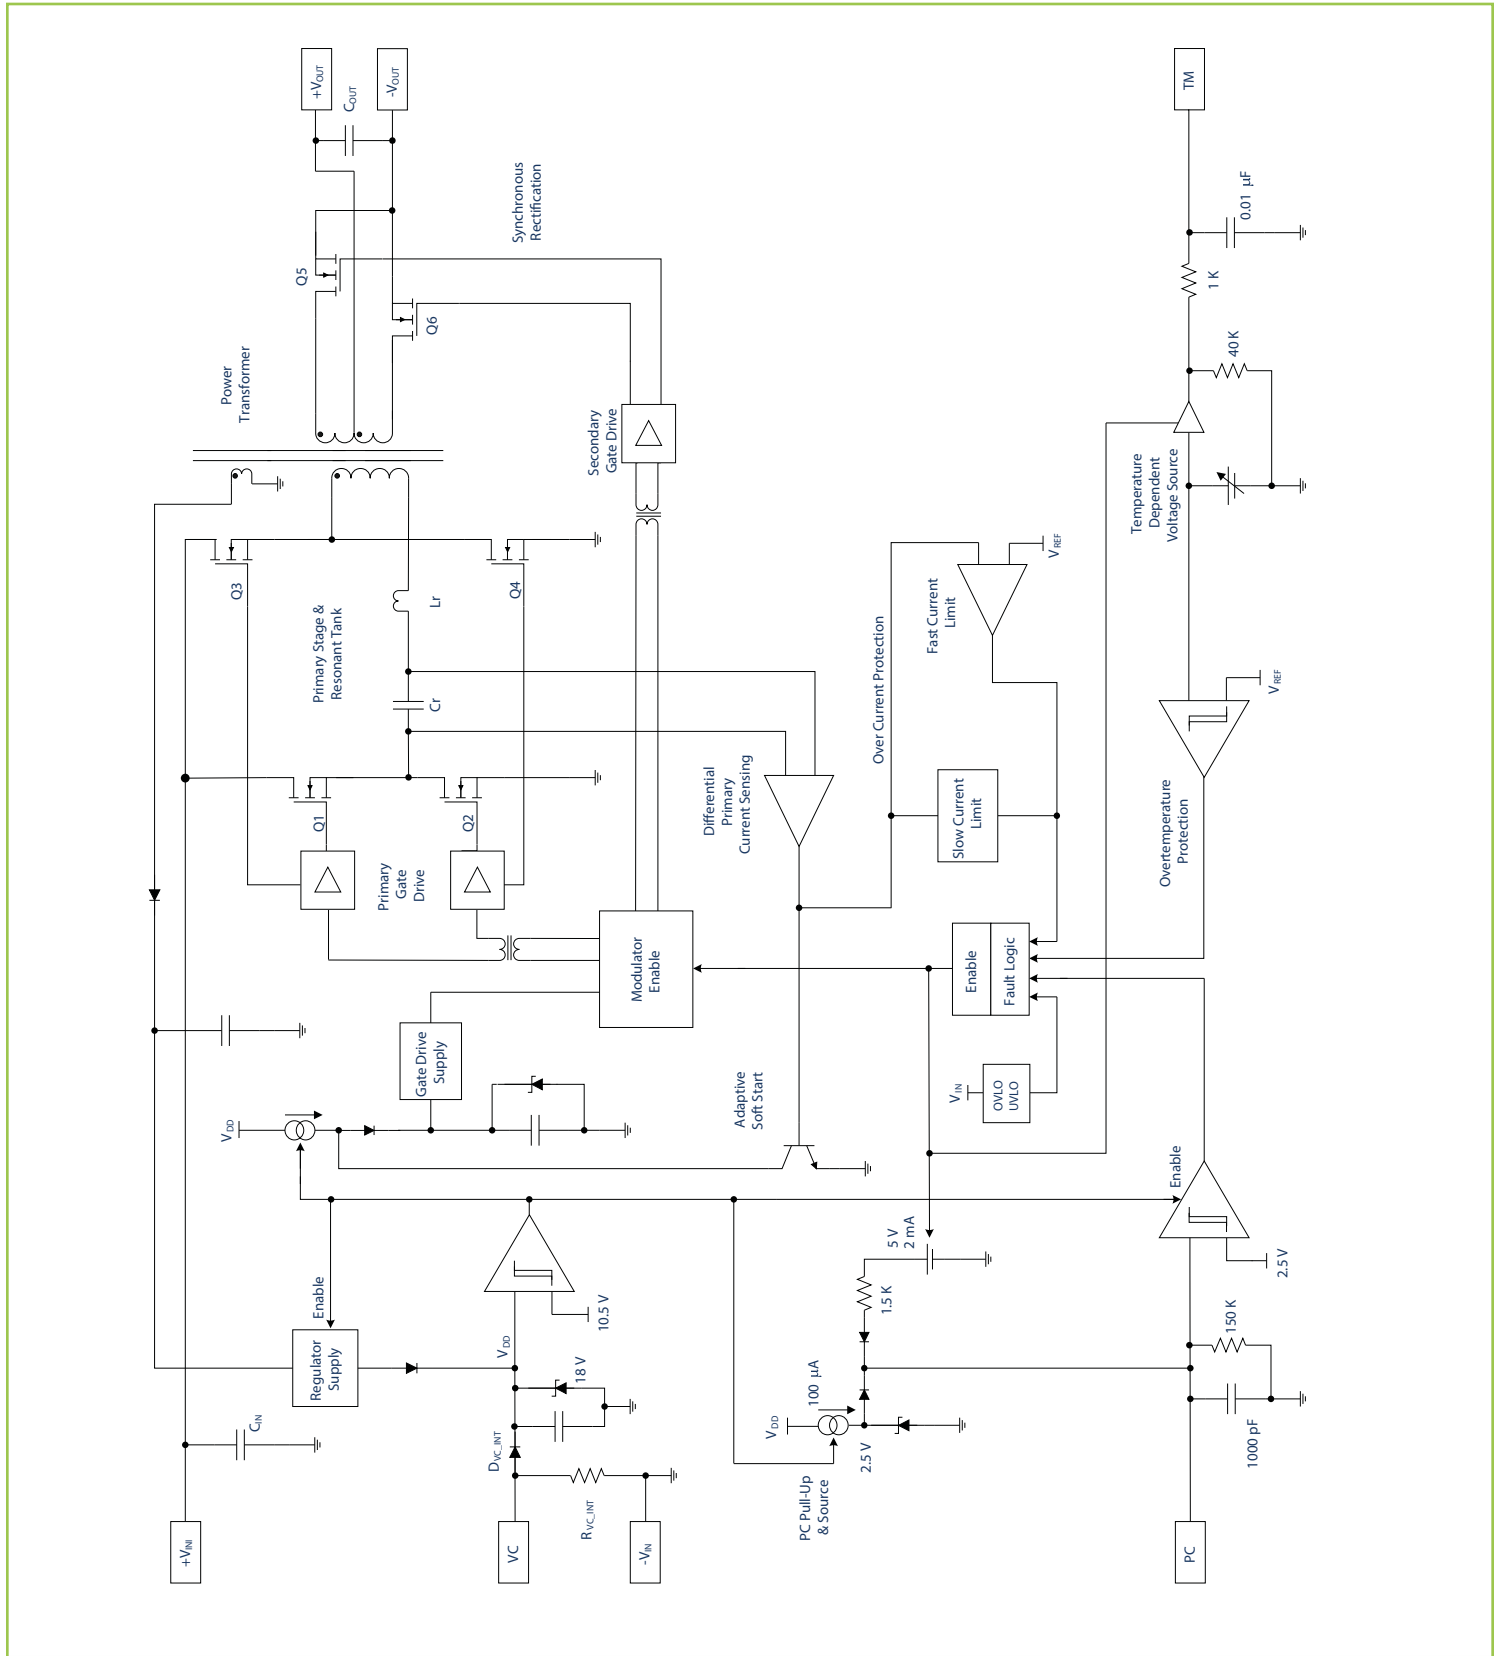 +VINI
CIN
Regulator
Supply
Enable
VC
DVC_INT
RVC_INT
-VIN
VDD
18 V
10.5 V
VDD
Gate Drive
Supply
Adaptive
Soft Start
PC Pull-Up
& Source
VDD
100 µA
2.5 V
1.5 K
5 V
2 mA
PC
1000 pF
150 K
2.5 V
Enable
OVLO
UVLO
VIN
Enable
Fault Logic
Modulator
Enable
Primary
Gate
Drive
Q1
Q2
Q3
Q4
Cr
Lr
Primary Stage &
Resonant Tank
Differential
Primary
Current Sensing
Slow Current
Limit
Over Current Protection
Fast Current
Limit
VREF
Overtemperature
Protection
VREF
Temperature
Dependent
Voltage Source
40 K
1 K
0.01 µF
TM
Power
Transformer
Secondary
Gate Drive
Q5
Q6
Synchronous
Rectification
COUT
+VOUT
-VOUT